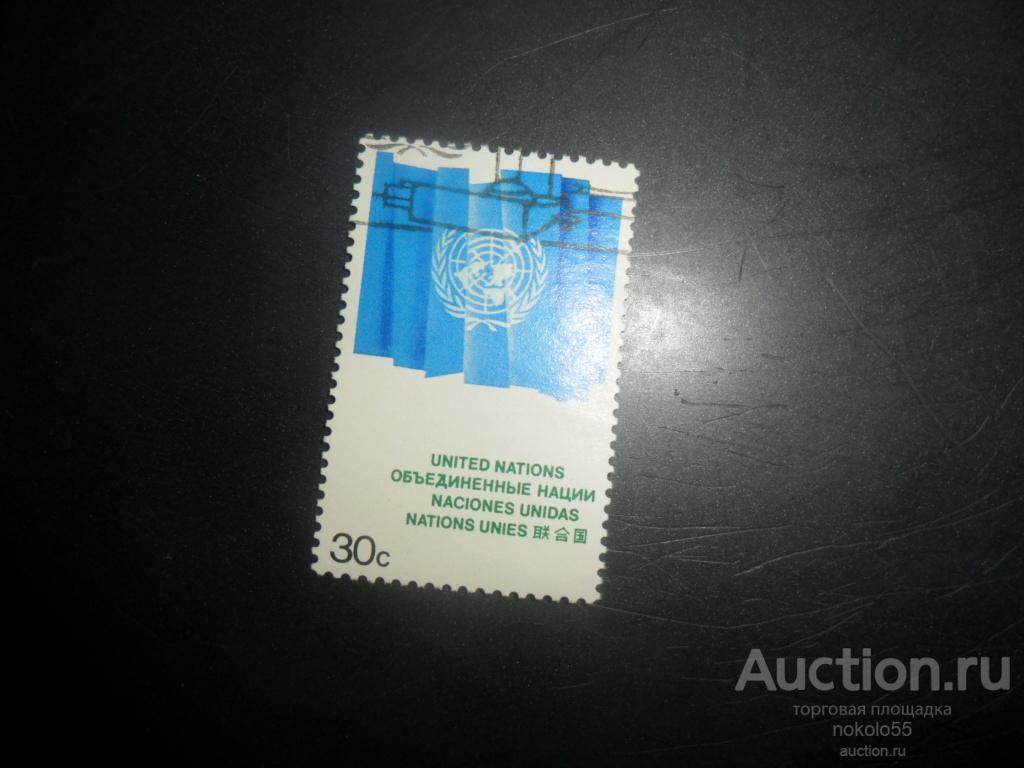 UNITED NATIONS
ОБЪЕДИНЕННЫЕ НАЦИИ
NACIONES UNIDAS
NATIONS UNIES 联合国
30c
Auction.ru
торговая площадка
nokolo55
auction.ru